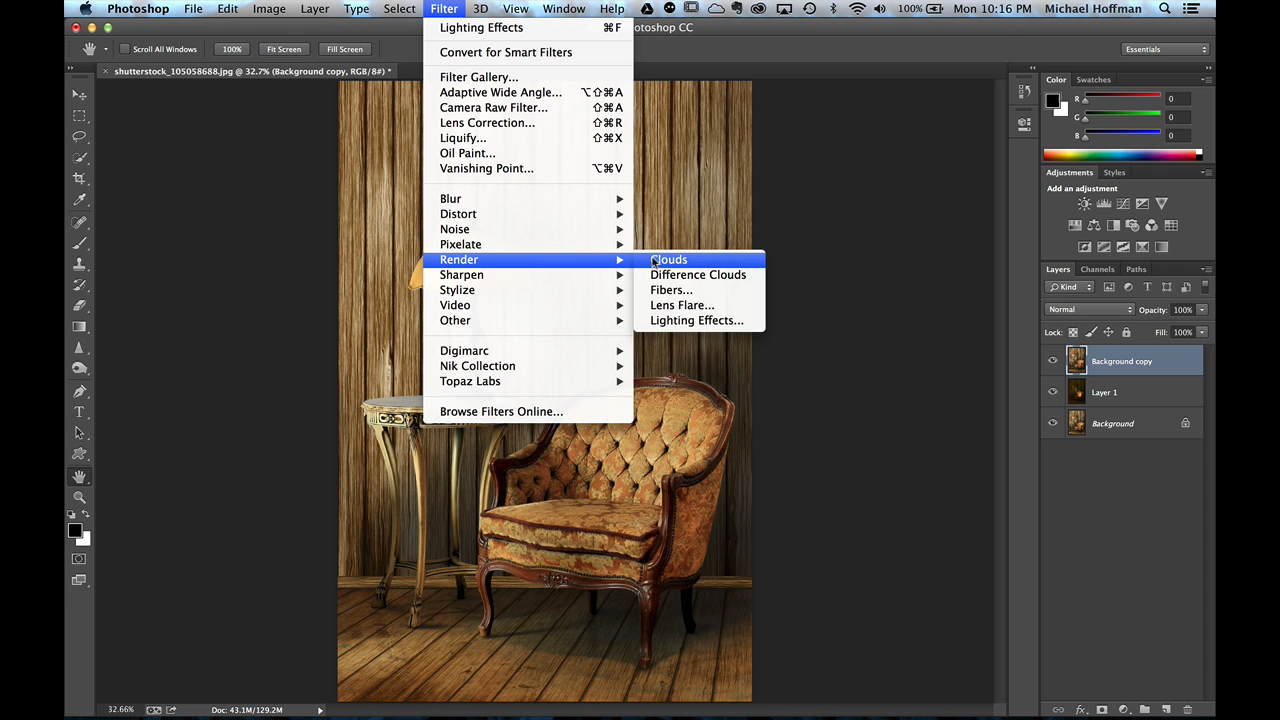 Photoshop File Edit Image Layer Type Select Filter 3D View Window Help 100% Mon 10:16 PM Michael Hoffman
Photoshop CC
Scroll All Windows 100% Fit Screen Fill Screen Essentials
shutterstock_105058688.jpg @ 32.7% (Background copy, RGB/8#) *
Lighting Effects ⌘F
Convert for Smart Filters
Filter Gallery...
Adaptive Wide Angle... ⌥⇧⌘A
Camera Raw Filter... ⇧⌘A
Lens Correction... ⇧⌘R
Liquify... ⇧⌘X
Oil Paint...
Vanishing Point... ⌥⌘V
Blur
Distort
Noise
Pixelate
Render
Sharpen
Stylize
Video
Other
Digimarc
Nik Collection
Topaz Labs
Browse Filters Online...
Clouds
Difference Clouds
Fibers...
Lens Flare...
Lighting Effects...
Color Swatches
R 0
G 0
B 0
Adjustments Styles
Add an adjustment
Layers Channels Paths
Kind
Normal Opacity: 100%
Lock: Fill: 100%
Background copy
Layer 1
Background
32.66% Doc: 43.1M/129.2M